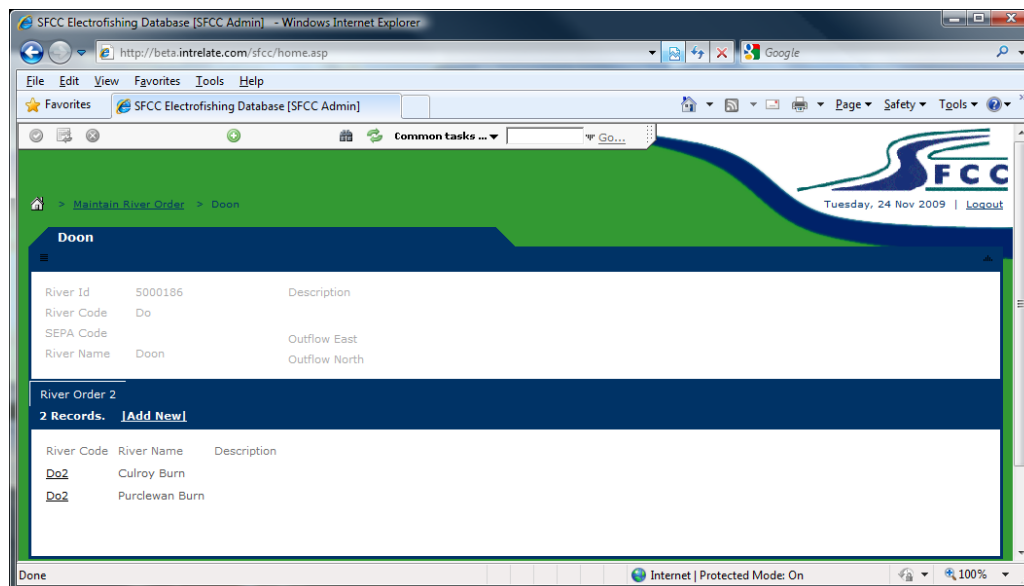 SFCC Electrofishing Database [SFCC Admin] - Windows Internet Explorer
http://beta.intrelate.com/sfcc/home.asp
Google
File Edit View Favorites Tools Help
Favorites SFCC Electrofishing Database [SFCC Admin] Page Safety Tools
Common tasks ... Go...
SFCC
> Maintain River Order > Doon
Tuesday, 24 Nov 2009 | Logout
Doon
River Id 5000186 Description
River Code Do
SEPA Code
Outflow East
River Name Doon
Outflow North
River Order 2
2 Records. |Add New|
River Code River Name Description
Do2 Culroy Burn
Do2 Purclewan Burn
Done Internet | Protected Mode: On 100%